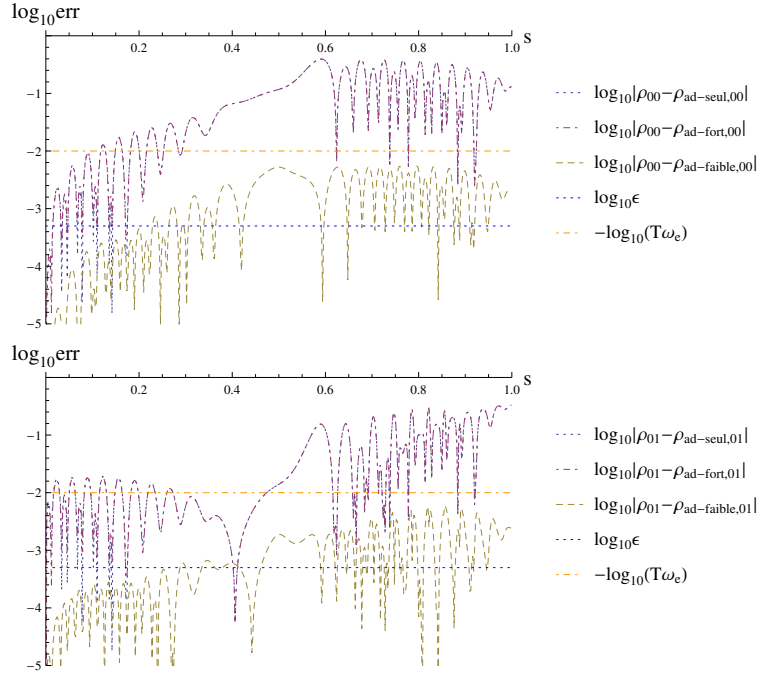 log₁₀err
0.2 0.4 0.6 0.8 1.0 s
-1
-2
-3
-4
-5
log₁₀|ρ₀₀−ρad−seul,00|
log₁₀|ρ₀₀−ρad−fort,00|
log₁₀|ρ₀₀−ρad−faible,00|
log₁₀ϵ
−log₁₀(Tωₑ)
log₁₀err
0.2 0.4 0.6 0.8 1.0 s
-1
-2
-3
-4
-5
log₁₀|ρ₀₁−ρad−seul,01|
log₁₀|ρ₀₁−ρad−fort,01|
log₁₀|ρ₀₁−ρad−faible,01|
log₁₀ϵ
−log₁₀(Tωₑ)